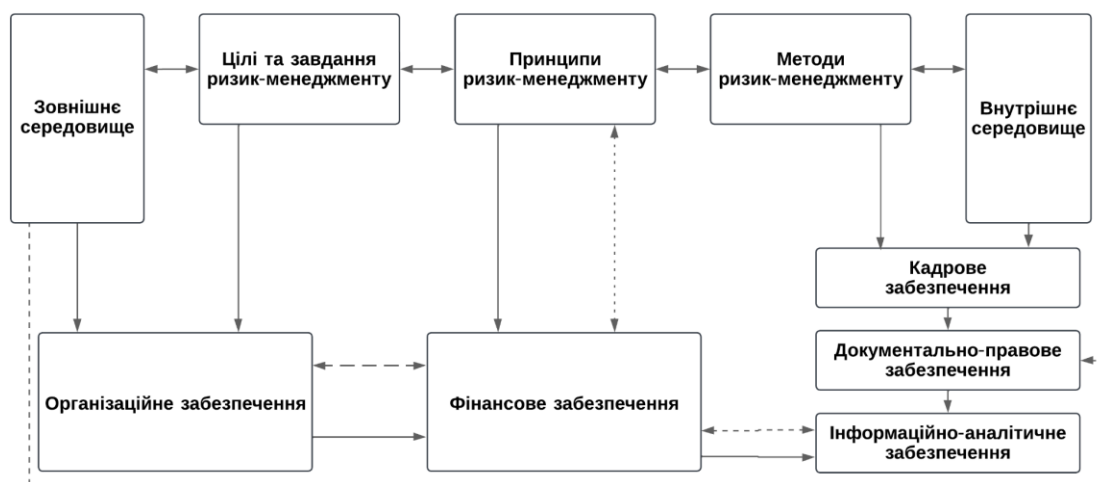 Зовнішнє
середовище
Цілі та завдання
ризик-менеджменту
Принципи
ризик-менеджменту
Методи
ризик-менеджменту
Внутрішнє
середовище
Кадрове
забезпечення
Документально-правове
забезпечення
Організаційне забезпечення
Фінансове забезпечення
Інформаційно-аналітичне
забезпечення